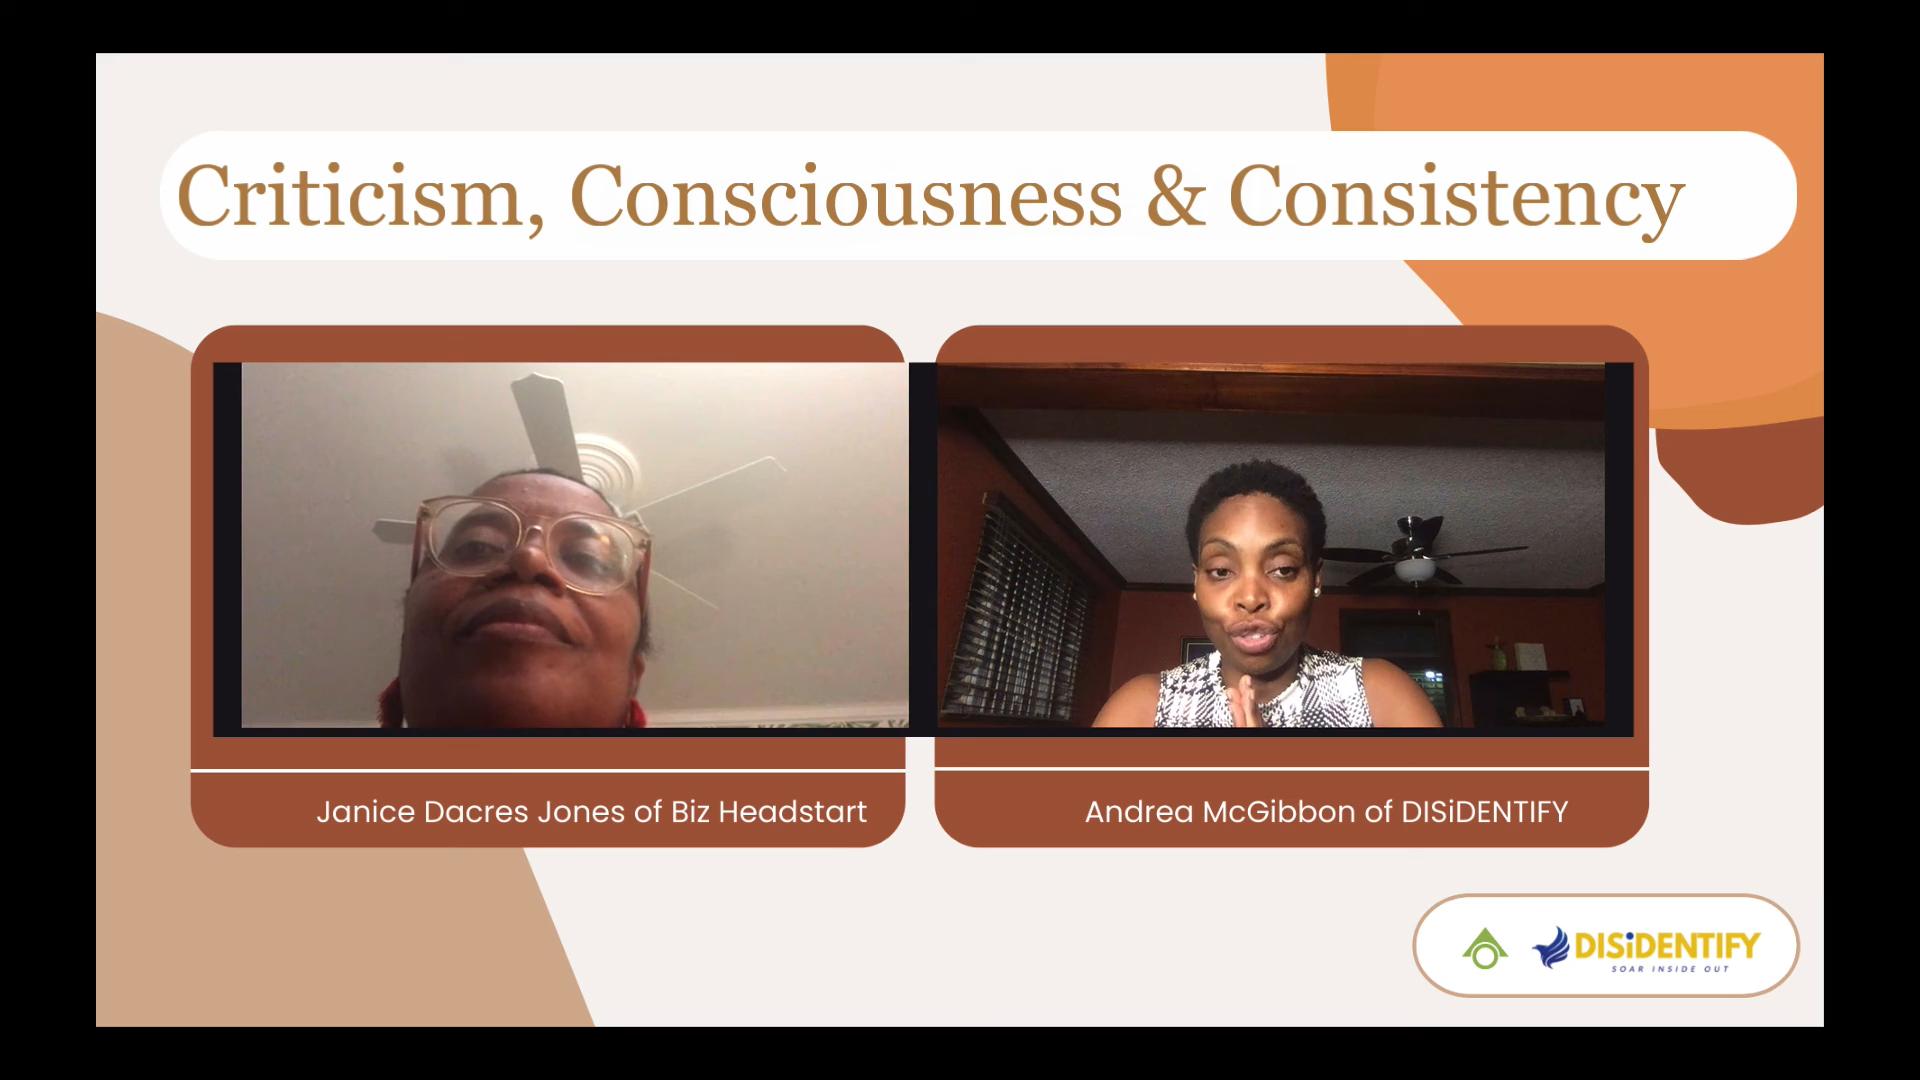 Criticism, Consciousness & Consistency
Janice Dacres Jones of Biz Headstart
Andrea McGibbon of DISiDENTIFY
DISiDENTIFY
SOAR INSIDE OUT